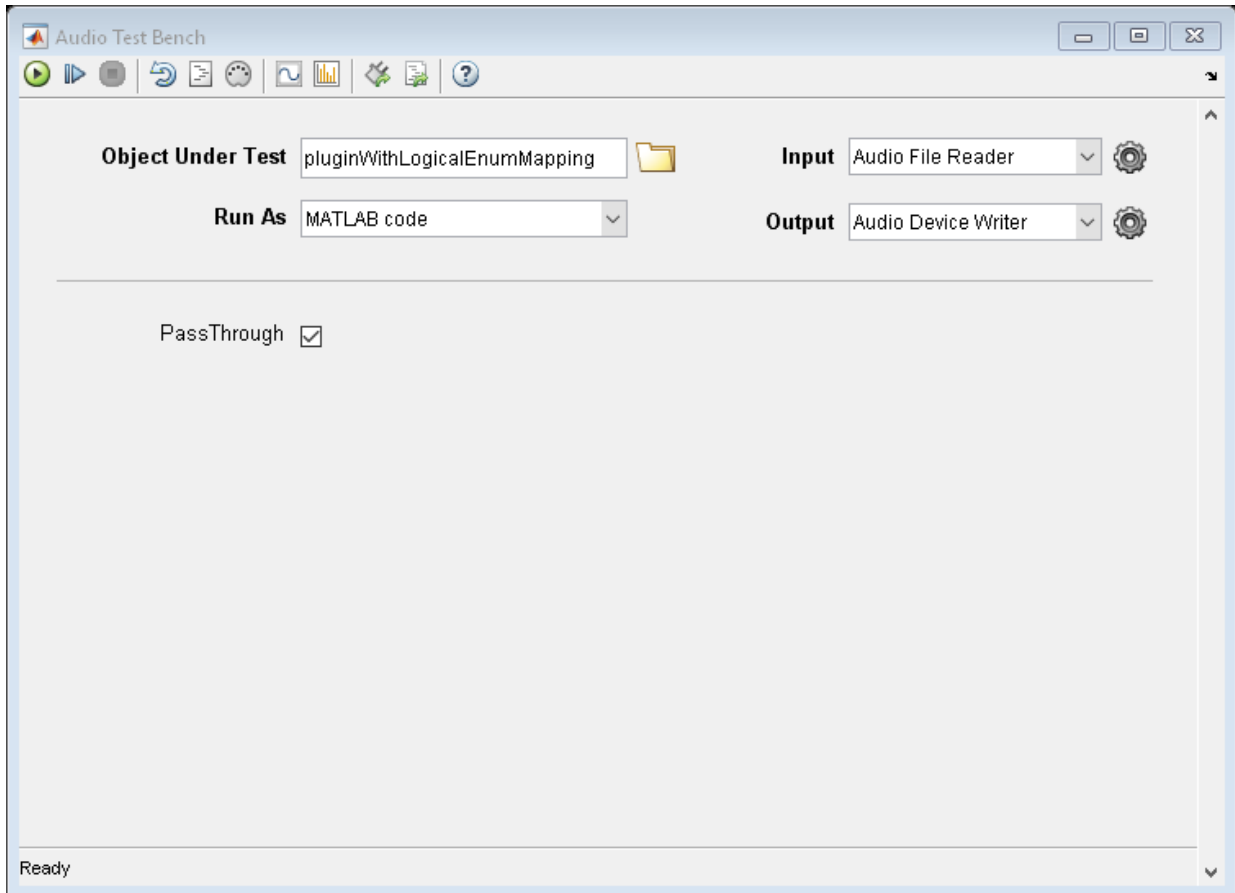 Audio Test Bench
Object Under Test pluginWithLogicalEnumMapping Input Audio File Reader
Run As MATLAB code Output Audio Device Writer
PassThrough
Ready